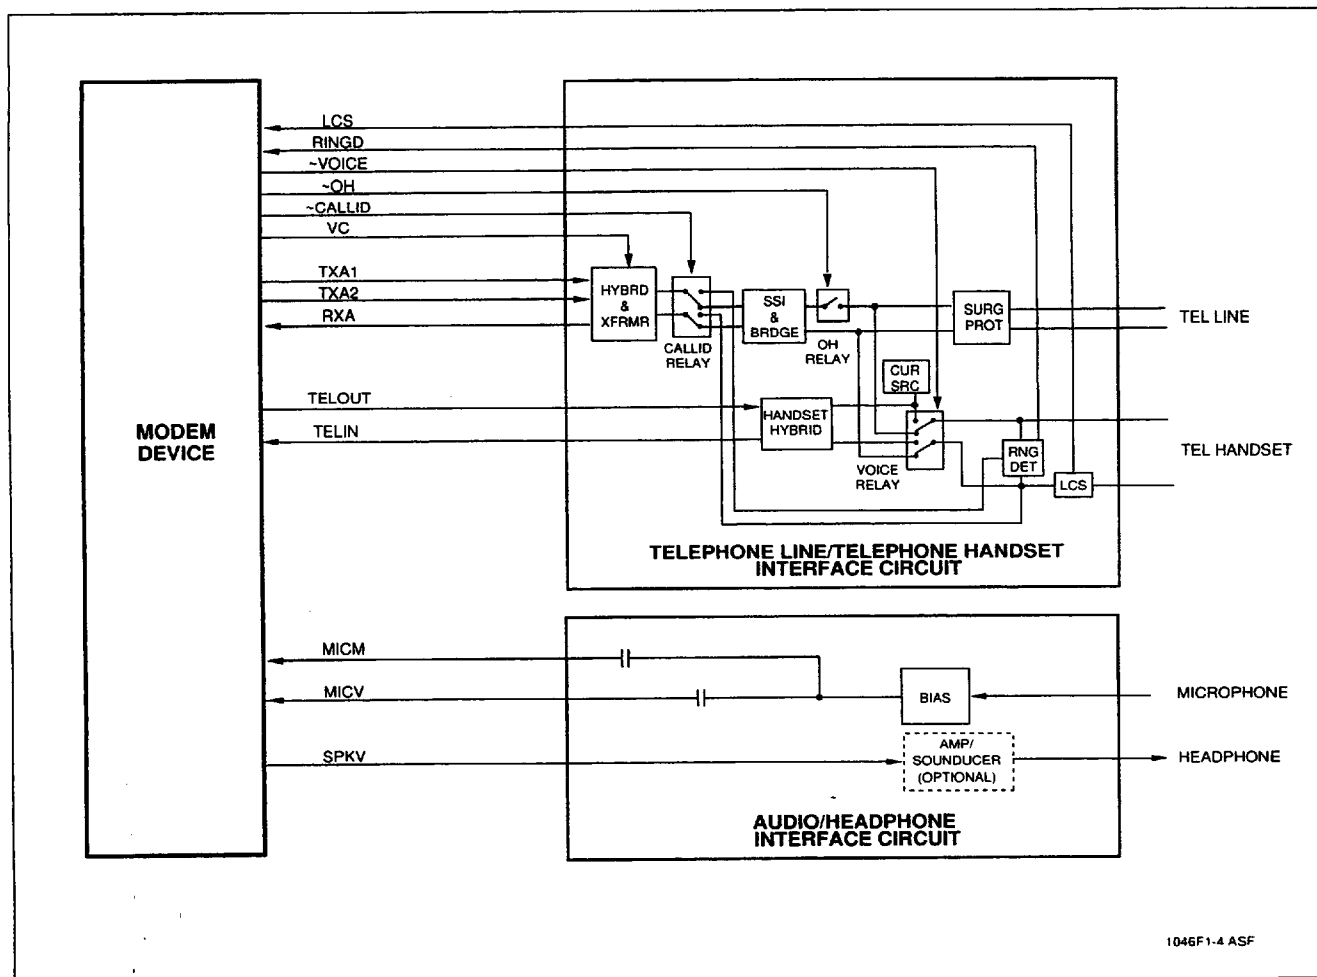 LCS
RINGD
~VOICE
~OH
~CALLID
VC
TXA1
TXA2
RXA
HYBRD
&
XFRMR
CALLID
RELAY
SSI
&
BRDGE
OH
RELAY
SURG
PROT
TEL LINE
CUR
SRC
TELOUT
TELIN
HANDSET
HYBRID
VOICE
RELAY
RNG
DET
LCS
TEL HANDSET
MODEM
DEVICE
TELEPHONE LINE/TELEPHONE HANDSET
INTERFACE CIRCUIT
MICM
MICV
BIAS
MICROPHONE
SPKV
AMP/
SOUNDUCER
(OPTIONAL)
HEADPHONE
AUDIO/HEADPHONE
INTERFACE CIRCUIT
1046F1-4 ASF